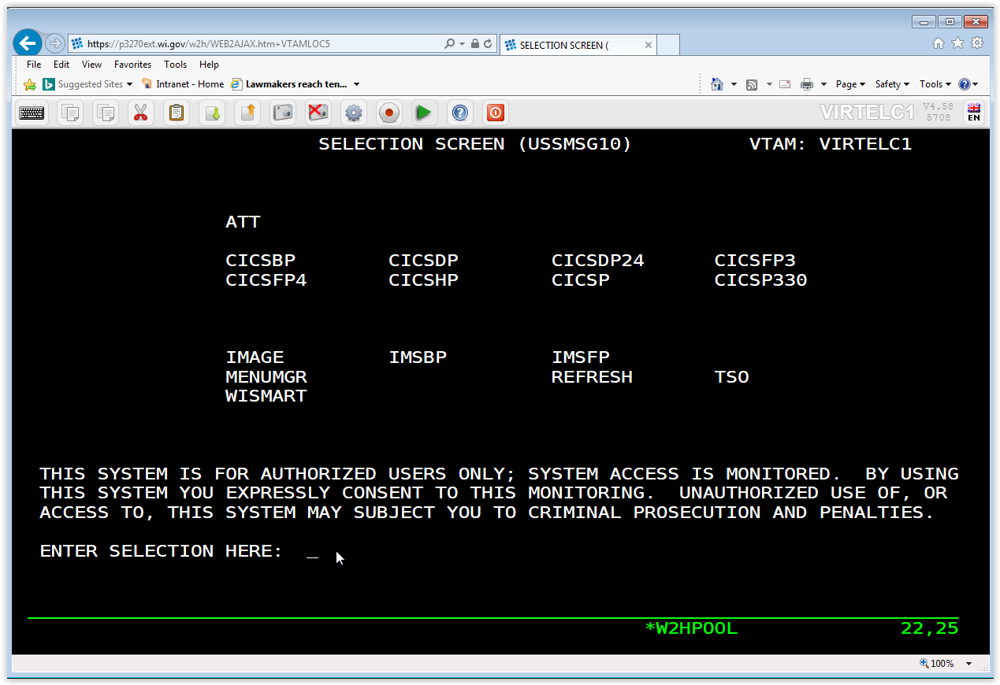 https://p3270ext.wi.gov/w2h/WEB2AJAX.htm+VTAMLOC5
SELECTION SCREEN (
File Edit View Favorites Tools Help
Suggested Sites Intranet - Home Lawmakers reach ten... Page Safety Tools
VIRTELC1 V4.58 EN
5708
SELECTION SCREEN (USSMSG10) VTAM: VIRTELC1
ATT
CICSBP CICSDP CICSDP24 CICSFP3
CICSFP4 CICSHP CICSP CICSP330
IMAGE IMSBP IMSFP
MENUMGR REFRESH TSO
WISMART
THIS SYSTEM IS FOR AUTHORIZED USERS ONLY; SYSTEM ACCESS IS MONITORED. BY USING
THIS SYSTEM YOU EXPRESSLY CONSENT TO THIS MONITORING. UNAUTHORIZED USE OF, OR
ACCESS TO, THIS SYSTEM MAY SUBJECT YOU TO CRIMINAL PROSECUTION AND PENALTIES.
ENTER SELECTION HERE: _
*W2HPOOL 22,25
100%